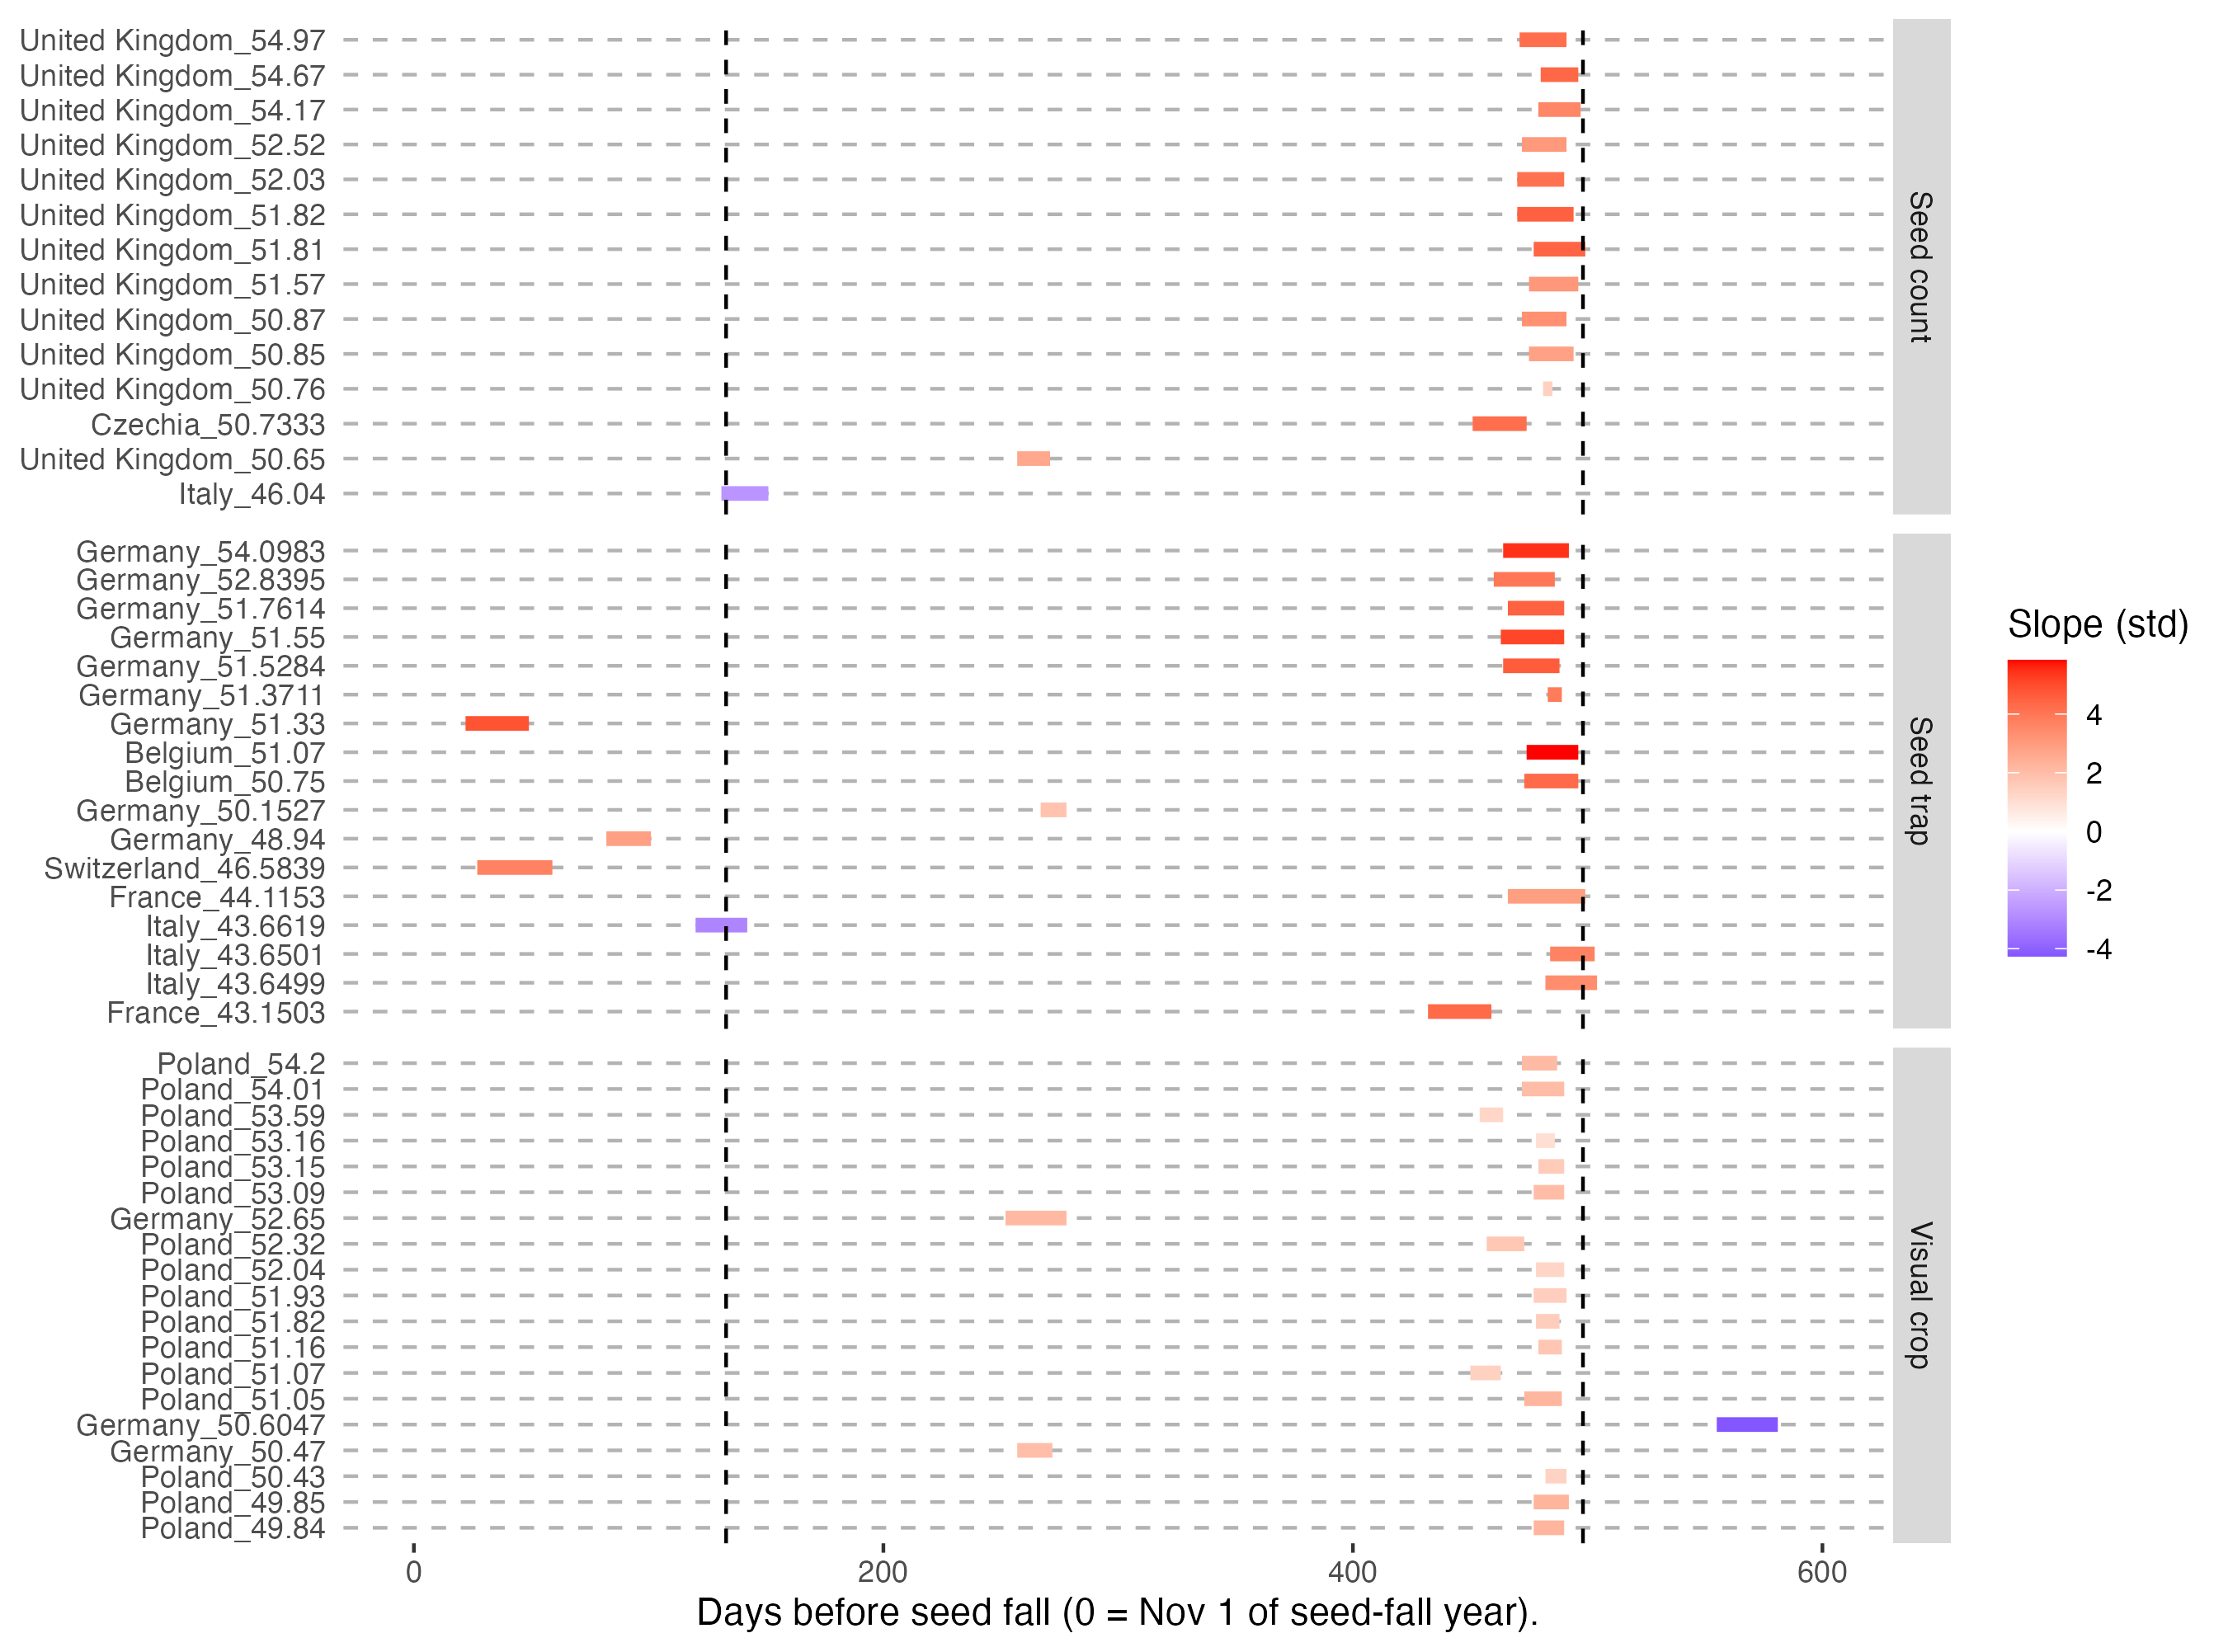 United Kingdom_54.97
United Kingdom_54.67
United Kingdom_54.17
United Kingdom_52.52
United Kingdom_52.03
United Kingdom_51.82
United Kingdom_51.81
United Kingdom_51.57
United Kingdom_50.87
United Kingdom_50.85
United Kingdom_50.76
Czechia_50.7333
United Kingdom_50.65
Italy_46.04
Seed count
Germany_54.0983
Germany_52.8395
Germany_51.7614
Germany_51.55
Germany_51.5284
Germany_51.3711
Germany_51.33
Belgium_51.07
Belgium_50.75
Germany_50.1527
Germany_48.94
Switzerland_46.5839
France_44.1153
Italy_43.6619
Italy_43.6501
Italy_43.6499
France_43.1503
Seed trap
Poland_54.2
Poland_54.01
Poland_53.59
Poland_53.16
Poland_53.15
Poland_53.09
Germany_52.65
Poland_52.32
Poland_52.04
Poland_51.93
Poland_51.82
Poland_51.16
Poland_51.07
Poland_51.05
Germany_50.6047
Germany_50.47
Poland_50.43
Poland_49.85
Poland_49.84
Visual crop
0
200
400
600
Days before seed fall (0 = Nov 1 of seed-fall year).
Slope (std)
4
2
0
-2
-4